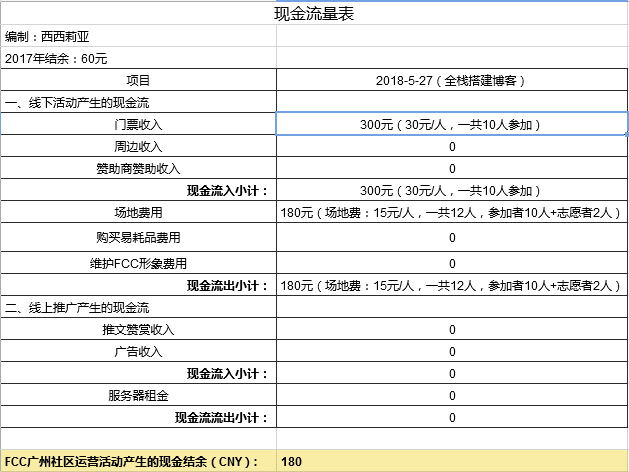 现金流量表
编制：西西莉亚
2017年结余：60元
项目 2018-5-27（全栈搭建博客）
一、线下活动产生的现金流
门票收入 300元（30元/人，一共10人参加）
周边收入 0
赞助商赞助收入 0
现金流入小计： 300元（30元/人，一共10人参加）
场地费用 180元（场地费：15元/人，一共12人，参加者10人+志愿者2人）
购买易耗品费用 0
维护FCC形象费用 0
现金流出小计： 180元（场地费：15元/人，一共12人，参加者10人+志愿者2人）
二、线上推广产生的现金流
推文赞赏收入 0
广告收入 0
现金流入小计： 0
服务器租金 0
现金流流出小计： 0
FCC广州社区运营活动产生的现金结余（CNY）： 180